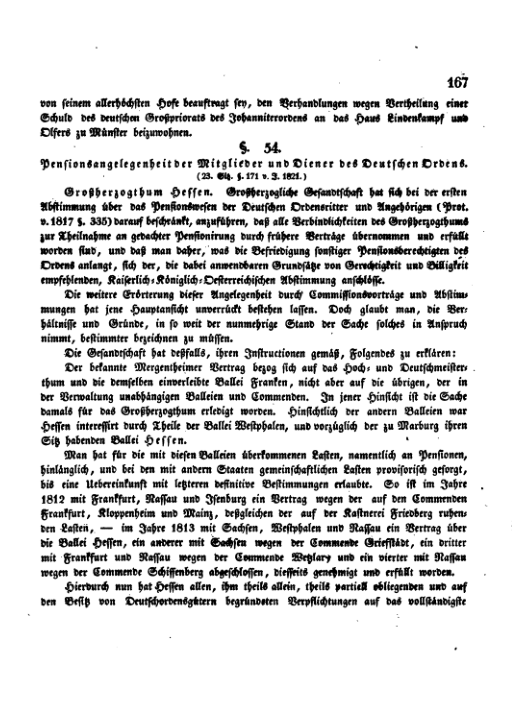 167
von seinem allerhöchsten Hofe beauftragt sey, den Verhandlungen wegen Vertheilung einer
Schuld des deutschen Großpriorats des Johanniterordens an das Haus Lindenkampf und
Olfers zu Münster beizuwohnen.
§. 54.
Pensionsangelegenheit der Mitglieder und Diener des Deutschen Ordens.
(23. Sitz. §. 171 v. J. 1821.)
Großherzogthum Hessen. Großherzogliche Gesandtschaft hat sich bei der ersten
Abstimmung über das Pensionswesen der Deutschen Ordensritter und Angehörigen (Prot.
v. 1817 §. 335) darauf beschränkt, anzuführen, daß alle Verbindlichkeiten des Großherzogthums
zur Theilnahme an gedachter Pensionirung durch frühere Verträge übernommen und erfüllt
worden sind, und daß man daher, was die Befriedigung sonstiger Pensionsberechtigten des
Ordens anlangt, sich der, die dabei anwendbaren Grundsätze von Gerechtigkeit und Billigkeit
empfehlenden, Kaiserlich-Königlich-Oesterreichischen Abstimmung anschlösse.
Die weitere Erörterung dieser Angelegenheit durch Commissionsvorträge und Abstim-
mungen hat jene Hauptansicht unverrückt bestehen lassen. Doch glaubt man, die Ver-
hältnisse und Gründe, in so weit der nunmehrige Stand der Sache solches in Anspruch
nimmt, bestimmter bezeichnen zu müssen.
Die Gesandtschaft hat deßfalls, ihren Instructionen gemäß, Folgendes zu erklären:
Der bekannte Mergentheimer Vertrag bezog sich auf das Hoch- und Deutschmeister-
thum und die demselben einverleibte Ballei Franken, nicht aber auf die übrigen, der in
der Verwaltung unabhängigen Balleien und Commenden. In jener Hinsicht ist die Sache
damals für das Großherzogthum erledigt worden. Hinsichtlich der andern Balleien war
Hessen interessirt durch Theile der Ballei Westphalen, und vorzüglich der zu Marburg ihren
Sitz habenden Ballei Hessen.
Man hat für die mit diesen Balleien überkommenen Lasten, namentlich an Pensionen,
hinlänglich, und bei den mit andern Staaten gemeinschaftlichen Lasten provisorisch gesorgt,
bis eine Uebereinkunft mit letzteren definitive Bestimmungen erlaubte. So ist im Jahre
1812 mit Frankfurt, Nassau und Isenburg ein Vertrag wegen der auf den Commenden
Frankfurt, Kloppenheim und Mainz, deßgleichen der auf der Kastnerei Friedberg ruhen-
den Lasten, — im Jahre 1813 mit Sachsen, Westphalen und Nassau ein Vertrag über
die Ballei Hessen, ein anderer mit Sachsen wegen der Commende Griefstädt, ein dritter
mit Frankfurt und Nassau wegen der Commende Wetzlar und ein vierter mit Nassau
wegen der Commende Schiffenberg abgeschlossen, diesseits genehmigt und erfüllt worden.
Hierdurch nun hat Hessen allen, ihm theils allein, theils partiell obliegenden und auf
den Besitz von Deutschordensgütern begründeten Verpflichtungen auf das vollständigste